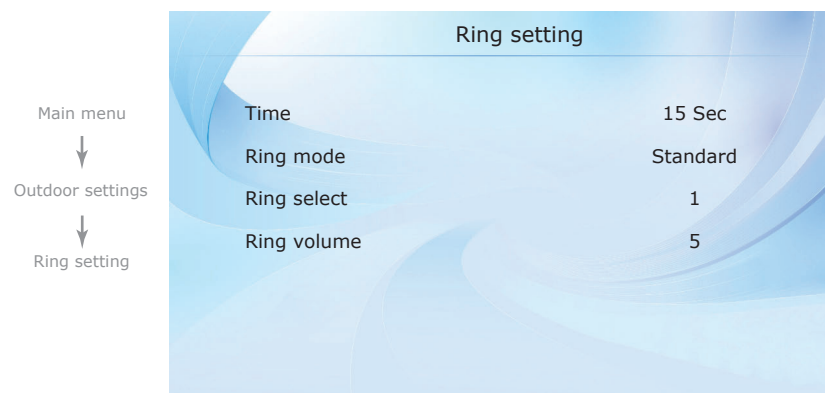 Main menu
Outdoor settings
Ring setting
Ring setting
Time 15 Sec
Ring mode Standard
Ring select 1
Ring volume 5